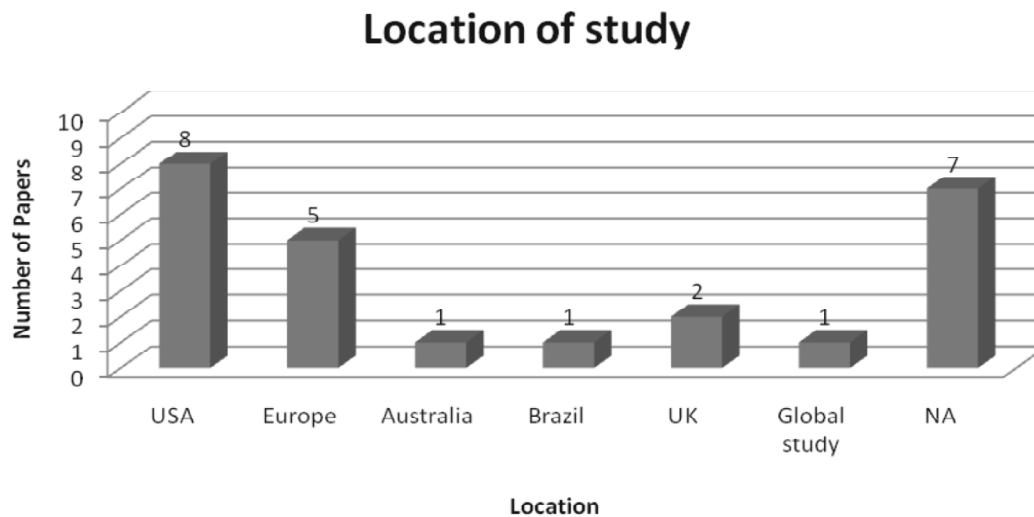 Location of study
Number of Papers
10
9
8
7
6
5
4
3
2
1
0
8
5
1
1
2
1
7
USA
Europe
Australia
Brazil
UK
Global
study
NA
Location